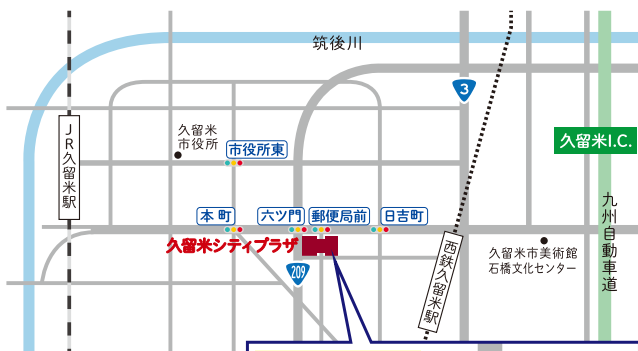 筑後川
3
久留米
市役所
市役所東
久留米I.C.
JR久留米駅
本町
六ツ門
郵便局前
日吉町
久留米シティプラザ
209
西鉄久留米駅
久留米市美術館
石橋文化センター
九州自動車道